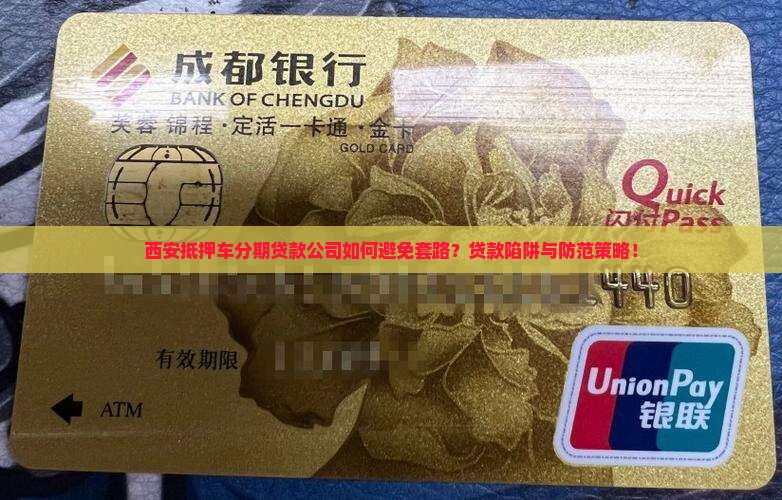 成都银行
BANK OF CHENGDU
芙蓉 锦程·定活一卡通·金卡
GOLD CARD
Quick
闪付Pass
西安抵押车分期贷款公司如何避免套路？贷款陷阱与防范策略！
1440
有效期限
ATM
UnionPay
银联